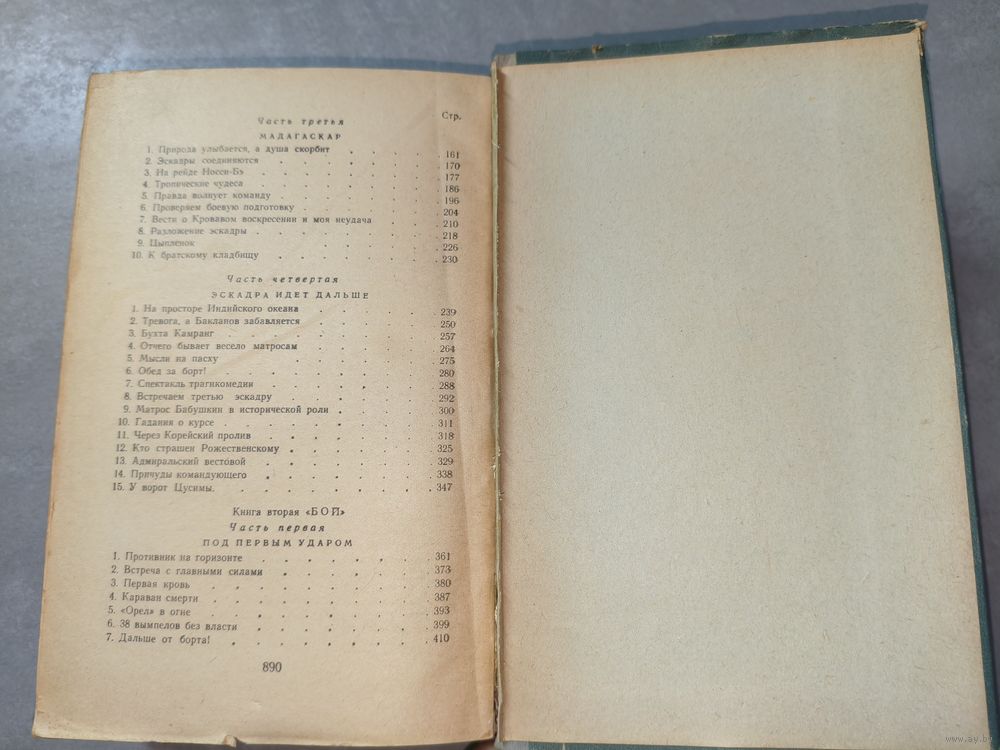 Стр.
Часть третья
МАДАГАСКАР
1. Природа улыбается, а душа скорбит . . . . 161
2. Эскадры соединяются . . . . . . . 170
3. На рейде Носси-Бэ . . . . . . . 177
4. Тропические чудеса . . . . . . . 186
5. Правда волнует команду . . . . . . 196
6. Проверяем боевую подготовку . . . . . 204
7. Вести о Кровавом воскресении и моя неудача . . 210
8. Разложение эскадры . . . . . . . 218
9. Цыпленок . . . . . . 226
10. К братскому кладбищу . . . . . . . 230
Часть четвертая
ЭСКАДРА ИДЕТ ДАЛЬШЕ
1. На просторе Индийского океана . . . . . 239
2. Тревога, а Бакланов забавляется . . . . . 250
3. Бухта Камранг . . . . . . . . 257
4. Отчего бывает весело матросам . . . . . 264
5. Мысли на пасху . . . . . . . . 275
6. Обед за борт! . . . . . . . . 280
7. Спектакль трагикомедии . . . . . . 288
8. Встречаем третью эскадру . . . . . 292
9. Матрос Бабушкин в исторической роли . . . . 300
10. Гадания о курсе . . . . . . . 311
11. Через Корейский пролив . . . . . . 318
12. Кто страшен Рожественскому . . . . . . 325
13. Адмиральский вестовой . . . . . . 329
14. Причуды командующего . . . . . . 338
15. У ворот Цусимы. . . . . . . . . 347
Книга вторая «БОЙ»
Часть первая
ПОД ПЕРВЫМ УДАРОМ
1. Противник на горизонте . . . . . . . 361
2. Встреча с главными силами . . . . . . 373
3. Первая кровь . . . . . . . . . 380
4. Караван смерти . . . . . . . . . 387
5. «Орел» в огне . . . . . . . . . 393
6. 38 вымпелов без власти . . . . . . . 399
7. Дальше от борта! . . . . . . . . 410
890
www.ay.by